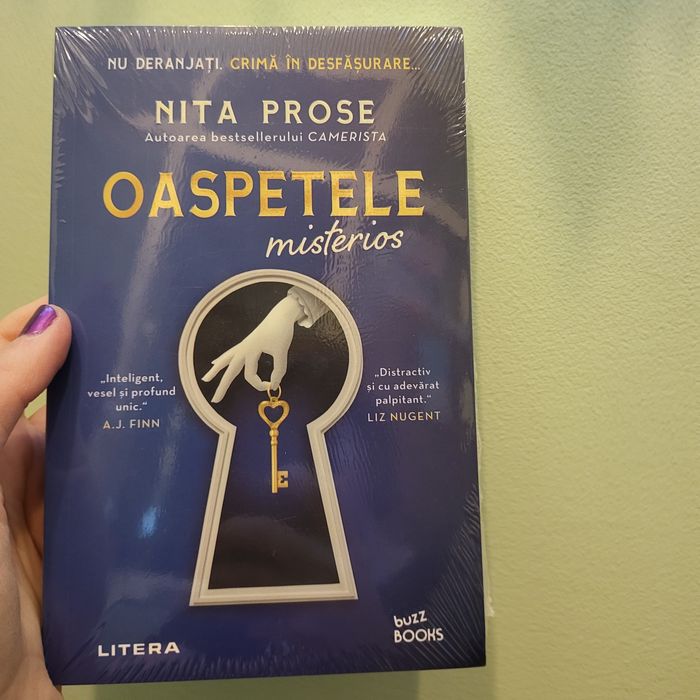 NU DERANJAȚI. CRIMĂ ÎN DESFĂȘURARE...
NITA PROSE
Autoarea bestsellerului CAMERISTA
OASPETELE
misterios
„Inteligent,
vesel și profund
unic.“
A.J. FINN
„Distractiv
și cu adevărat
palpitant.“
LIZ NUGENT
LITERA
buzz
BOOKS